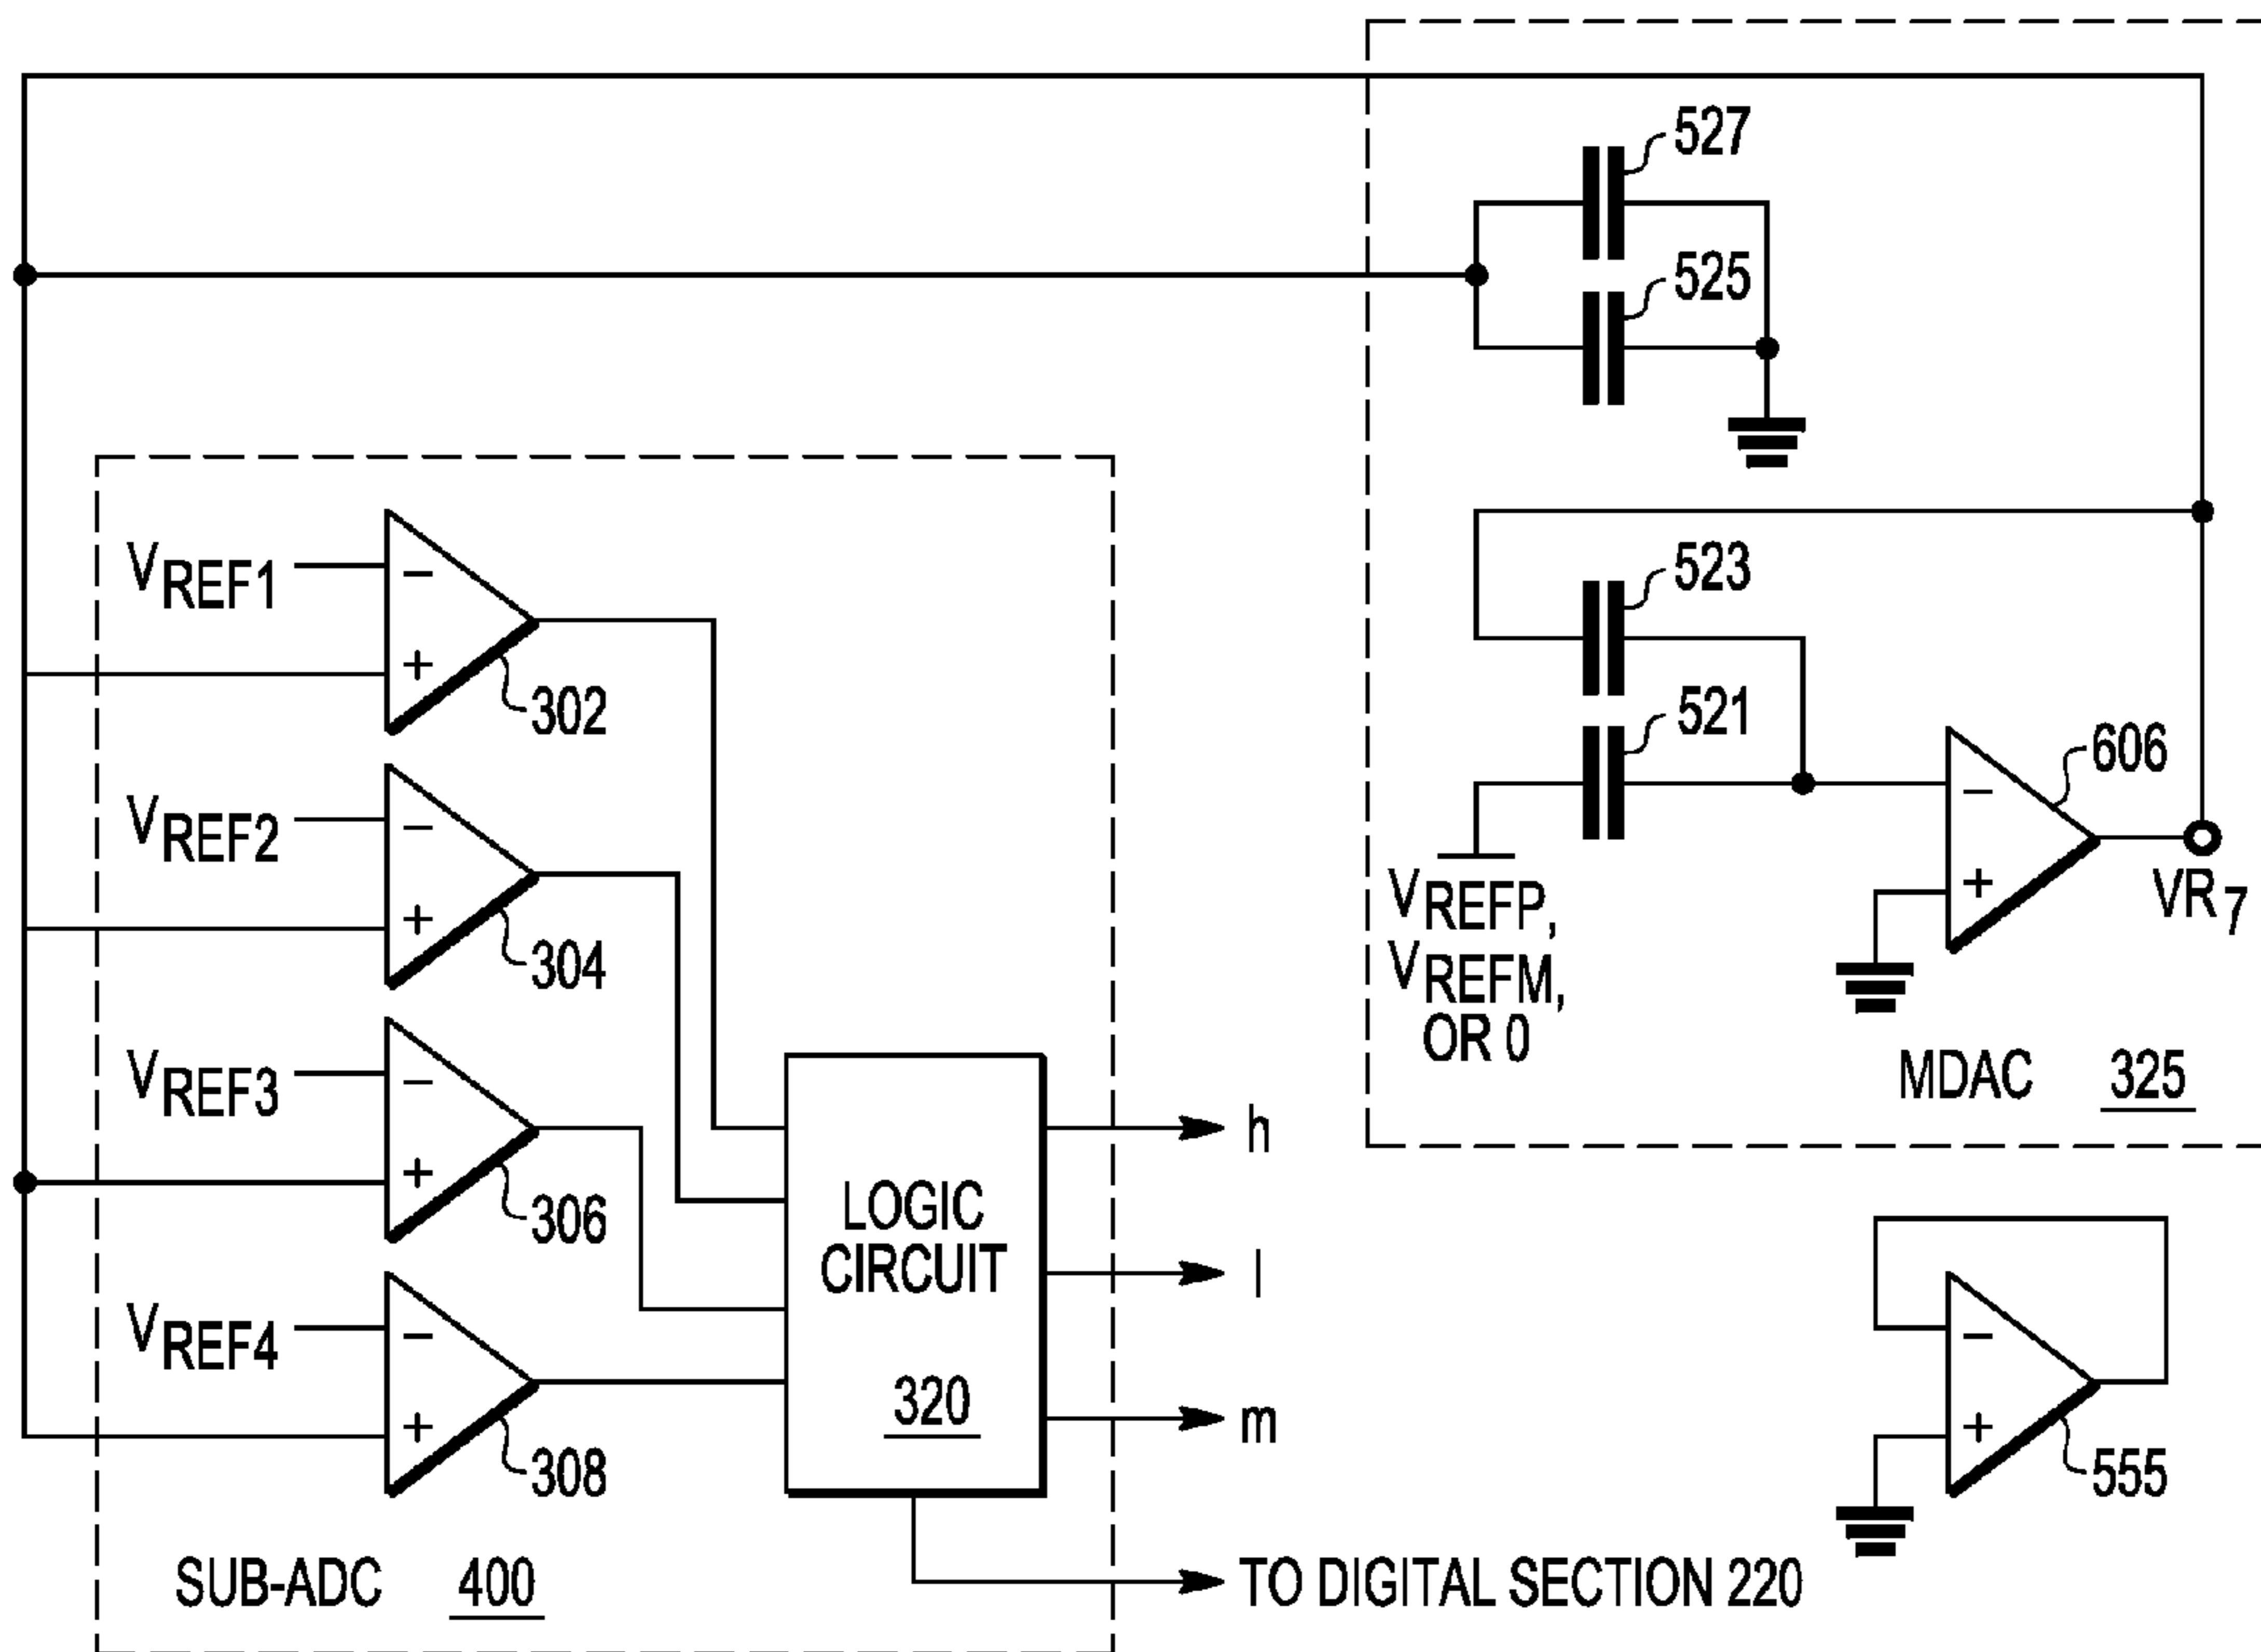 527
525
523
521
606
VREF1
− +
302
VREF2
− +
304
VREF3
− +
306
VREF4
− +
308
VREFP,
VREFM,
OR 0
− +
VR7
MDAC 325
LOGIC
CIRCUIT
320
h
l
m
− +
555
SUB-ADC 400
TO DIGITAL SECTION 220